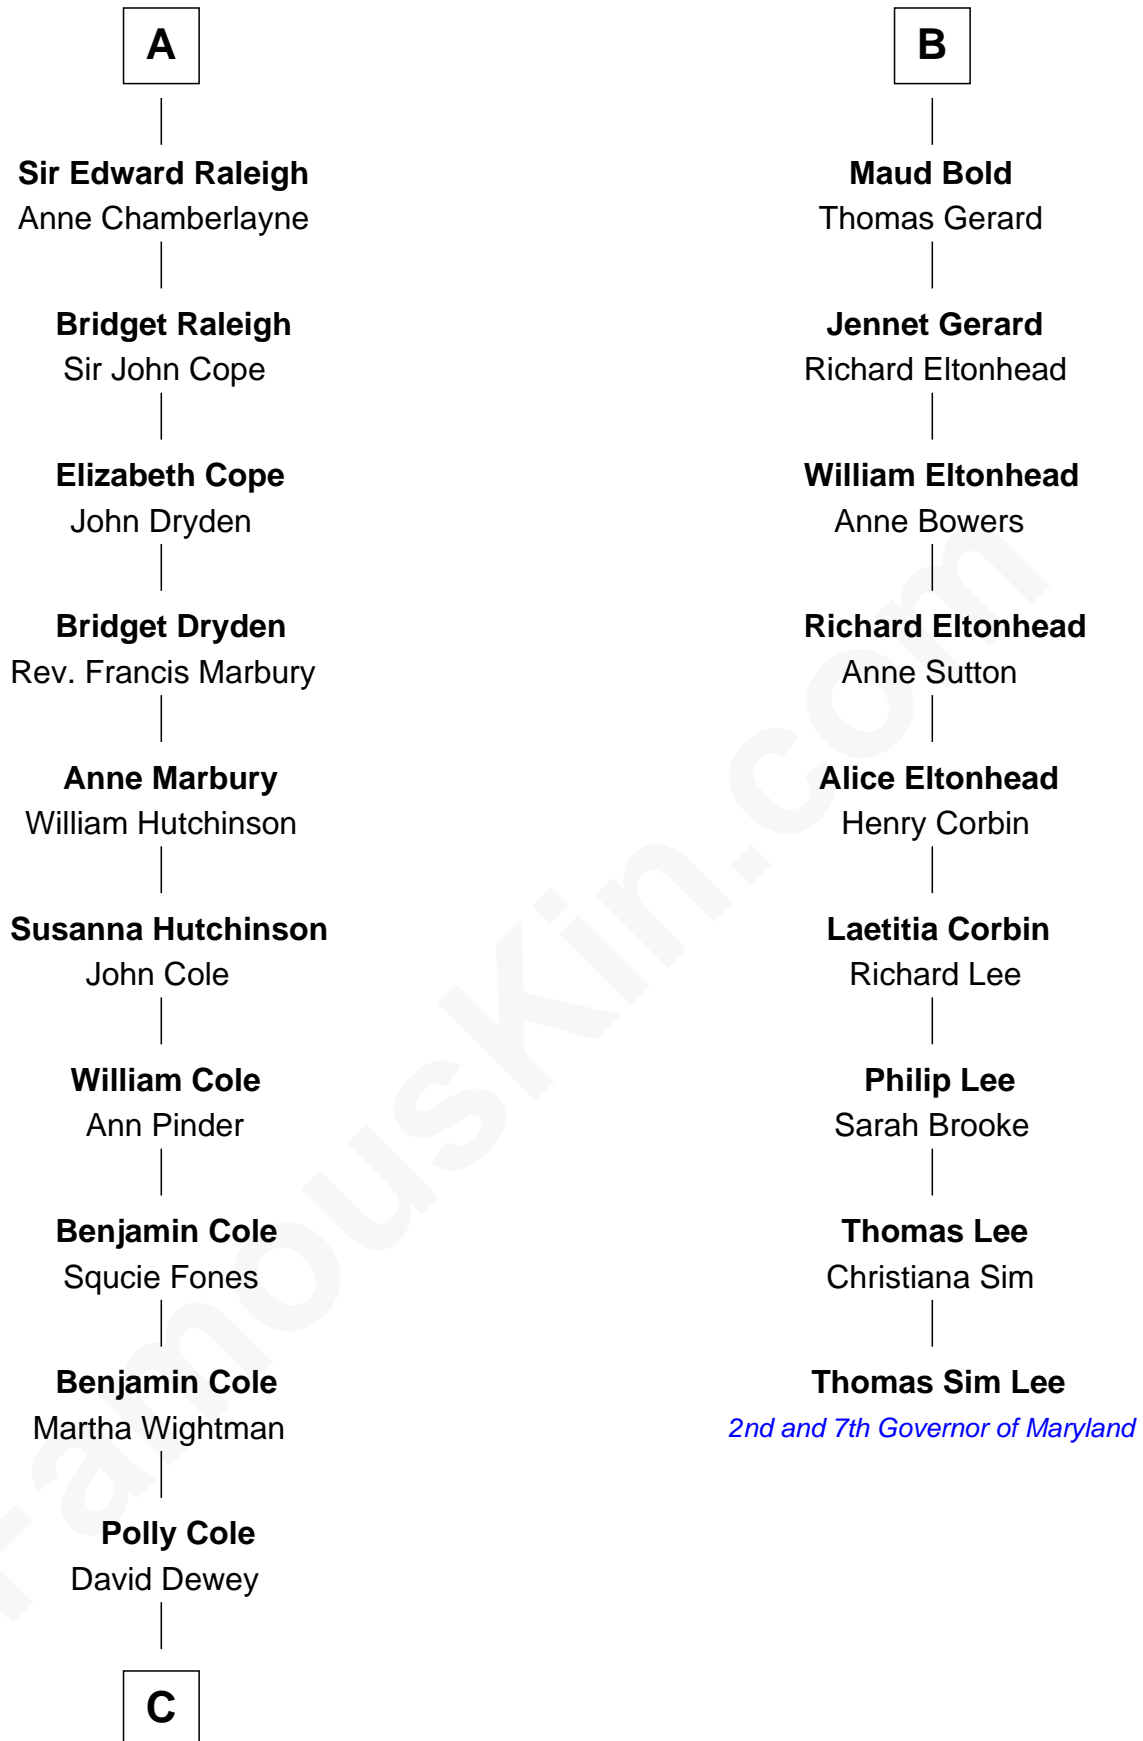 A
Sir Edward Raleigh
Anne Chamberlayne
Bridget Raleigh
Sir John Cope
Elizabeth Cope
John Dryden
Bridget Dryden
Rev. Francis Marbury
Anne Marbury
William Hutchinson
Susanna Hutchinson
John Cole
William Cole
Ann Pinder
Benjamin Cole
Squcie Fones
Benjamin Cole
Martha Wightman
Polly Cole
David Dewey
C
B
Maud Bold
Thomas Gerard
Jennet Gerard
Richard Eltonhead
William Eltonhead
Anne Bowers
Richard Eltonhead
Anne Sutton
Alice Eltonhead
Henry Corbin
Laetitia Corbin
Richard Lee
Philip Lee
Sarah Brooke
Thomas Lee
Christiana Sim
Thomas Sim Lee
2nd and 7th Governor of Maryland
FamousKin.com